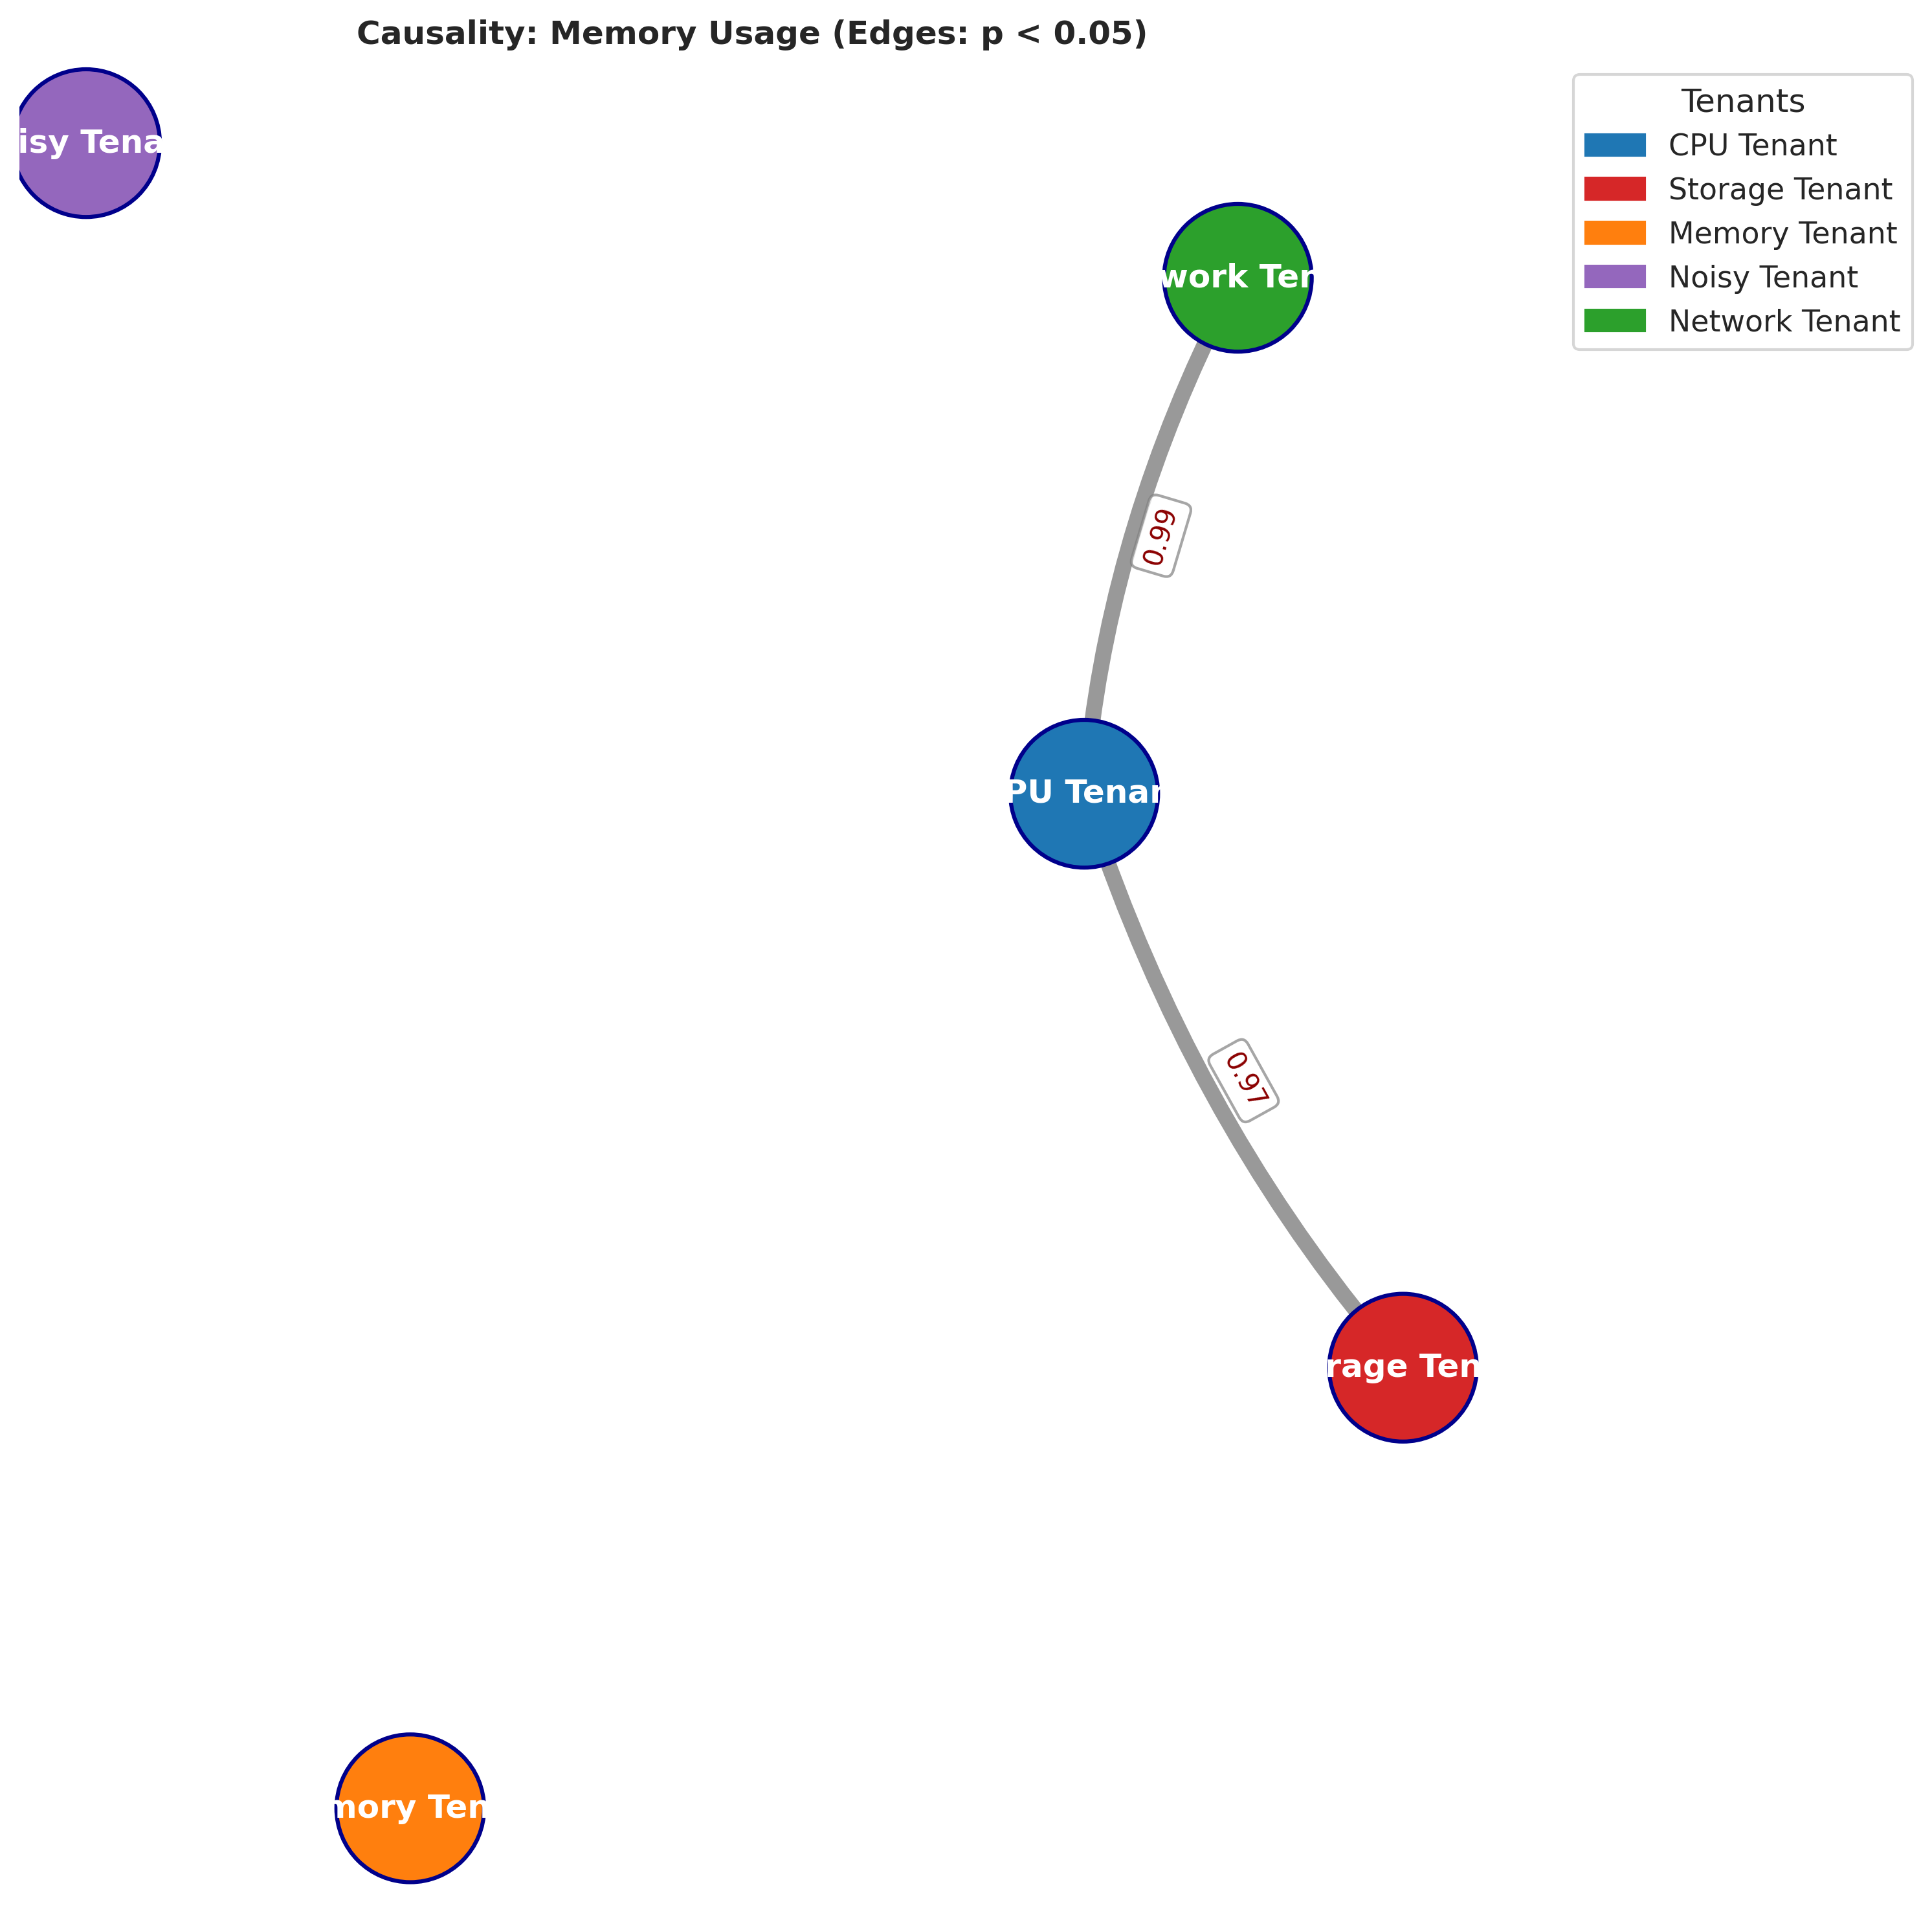 Causality: Memory Usage (Edges: p < 0.05)
Tenants
CPU Tenant
Storage Tenant
Memory Tenant
Noisy Tenant
Network Tenant
isy Tena
work Ten
0.99
PU Tenan
0.97
rage Ten
mory Ten